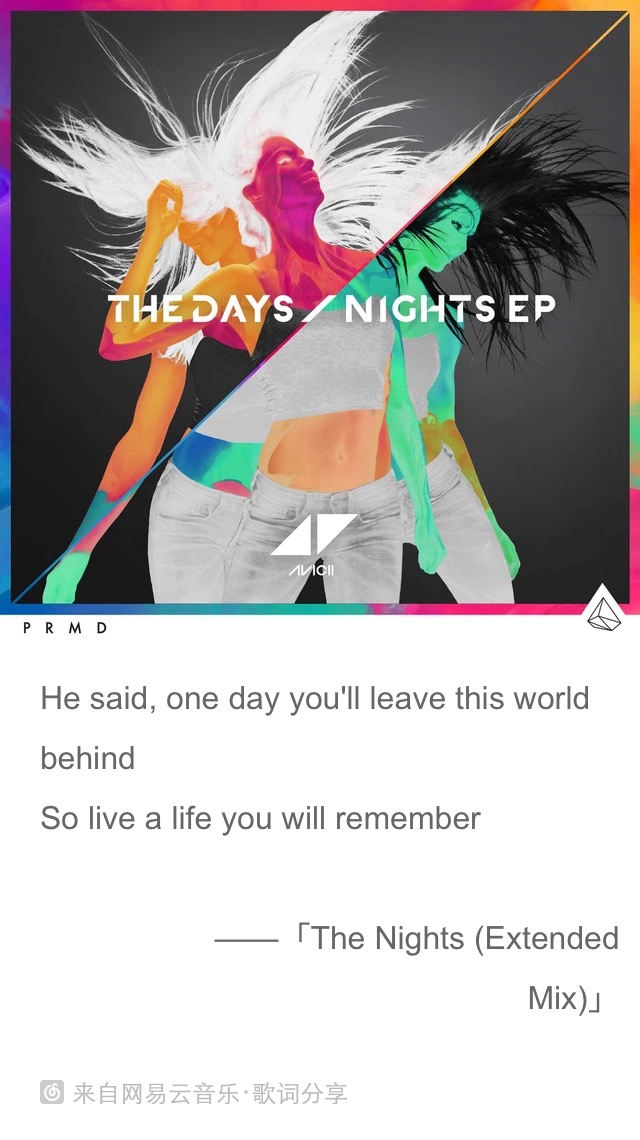 THE DAYS / NIGHTS EP
AVICII
PRMD
He said, one day you'll leave this world
behind
So live a life you will remember
——「The Nights (Extended
Mix)」
来自网易云音乐·歌词分享